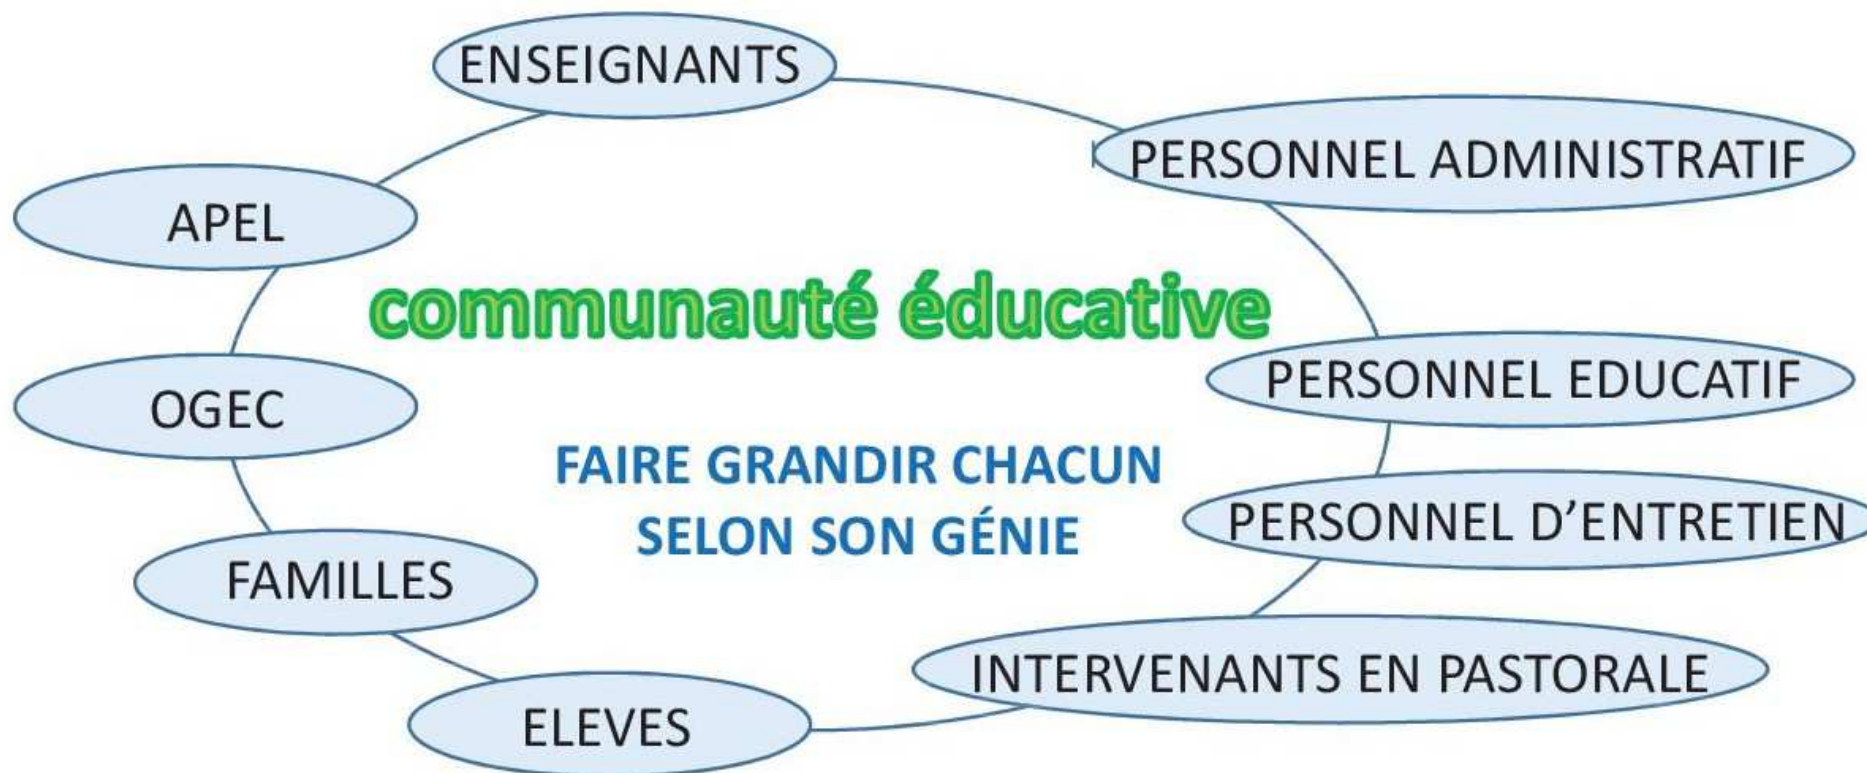 ENSEIGNANTS
PERSONNEL ADMINISTRATIF
APEL
communauté éducative
PERSONNEL EDUCATIF
OGEC
FAIRE GRANDIR CHACUN
SELON SON GÉNIE
PERSONNEL D’ENTRETIEN
FAMILLES
INTERVENANTS EN PASTORALE
ELEVES